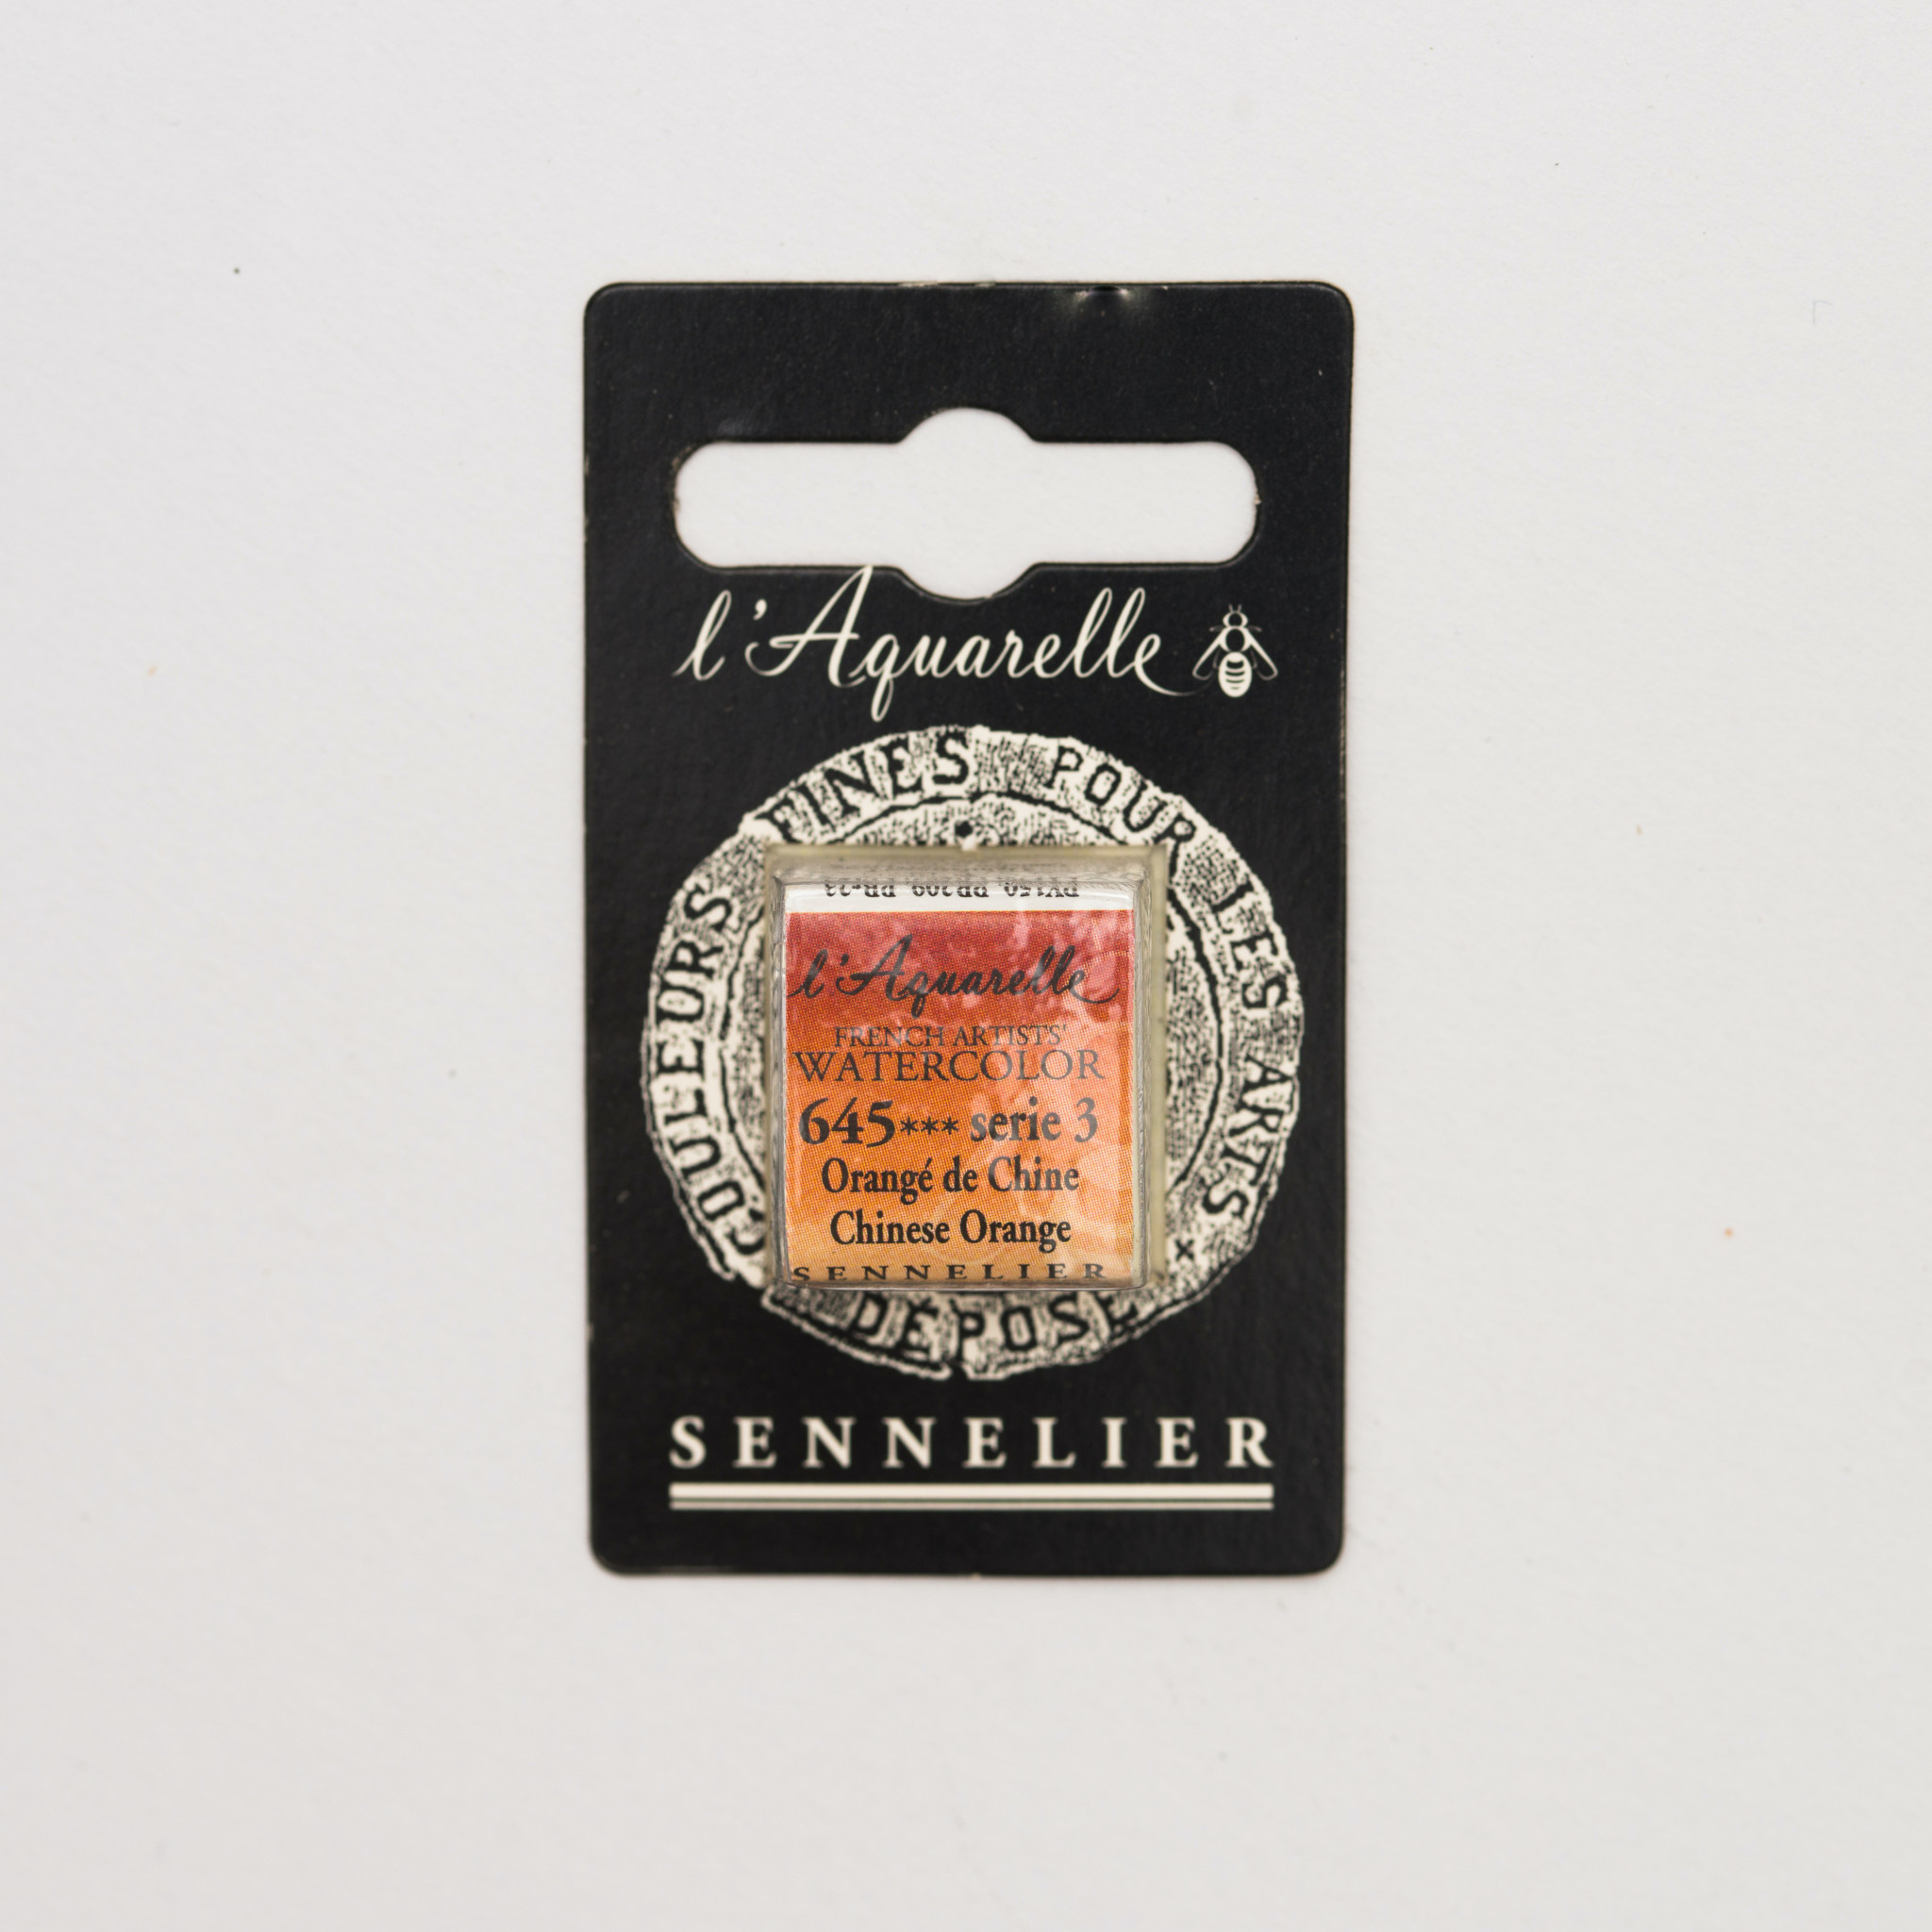 l'Aquarelle
COULEURS FINES POUR LES ARTS
l'Aquarelle
FRENCH ARTISTS'
WATERCOLOR
645*** serie 3
Orangé de Chine
Chinese Orange
SENNELIER
DÉPOSÉ
SENNELIER